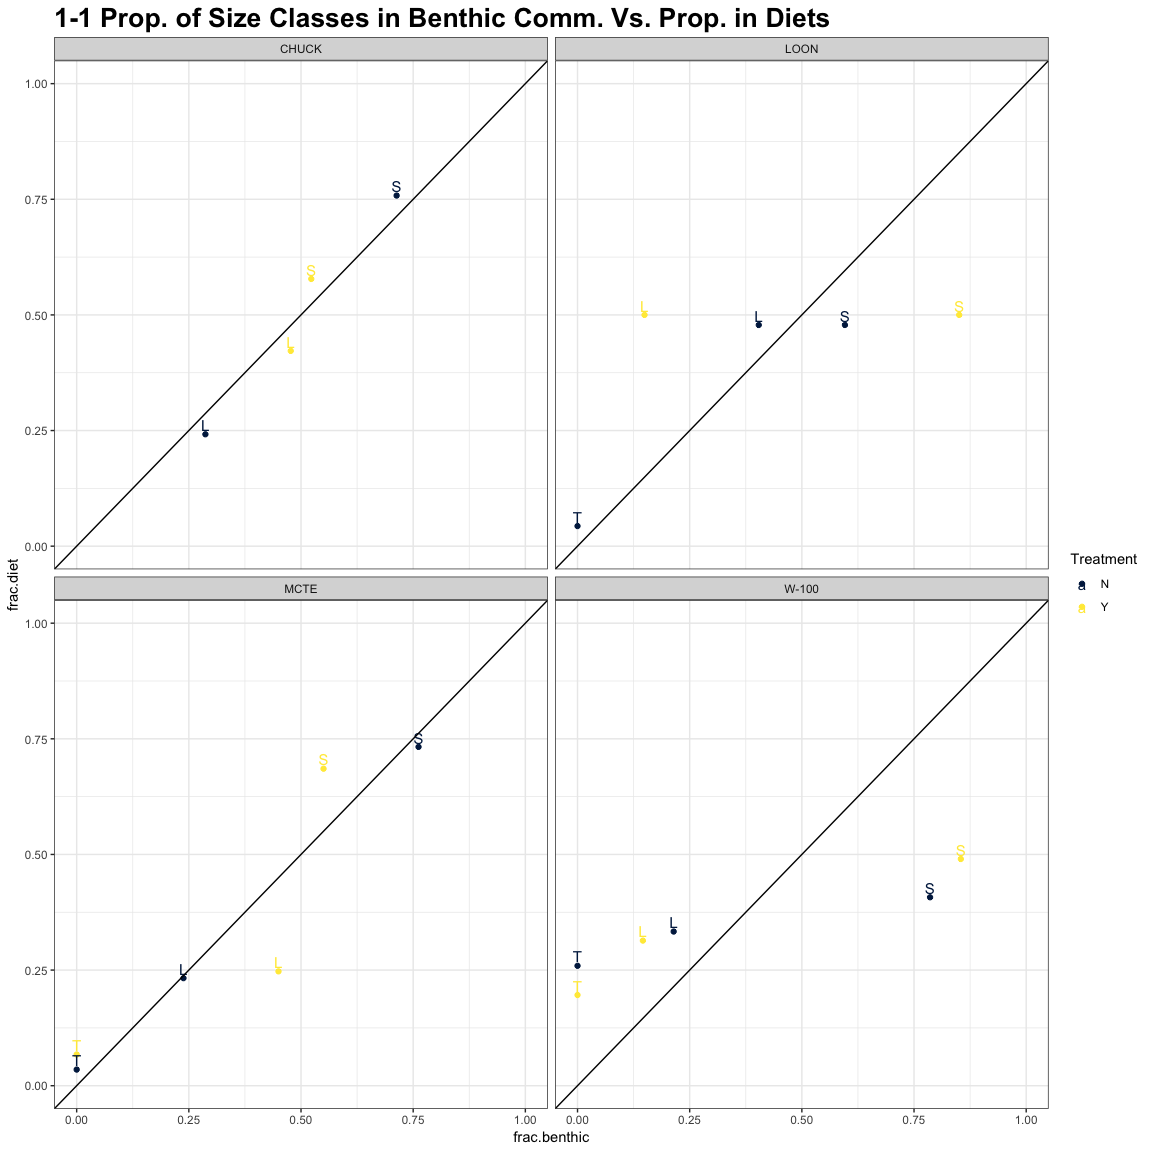 1-1 Prop. of Size Classes in Benthic Comm. Vs. Prop. in Diets
CHUCK
LOON
1.00
0.75
0.50
0.25
0.00
S
S
L
L
L
L
S
S
T
frac.diet
MCTE
W-100
1.00
0.75
0.50
0.25
0.00
S
S
L
L
T
T
S
S
L
L
T
T
0.00
0.25
0.50
0.75
1.00
0.00
0.25
0.50
0.75
1.00
frac.benthic
Treatment
a N
a Y